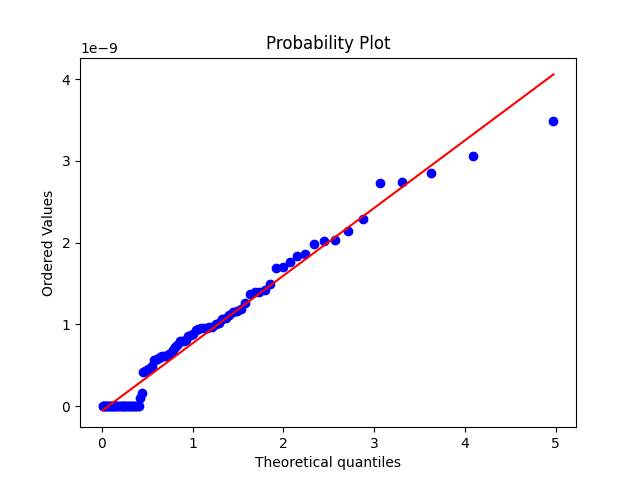 Probability Plot
1e−9
4
3
2
1
0
Ordered Values
0 1 2 3 4 5
Theoretical quantiles